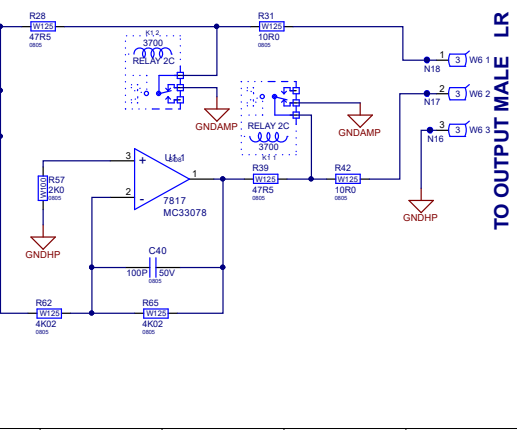 R28
W125
47R5
0805
K1 2
3700
RELAY 2C
R31
W125
10R0
0805
GNDAMP
RELAY 2C
3700
K1 1
GNDAMP
1
3
W6 1
N18
2
3
W6 2
N17
3
3
W6 3
N16
GNDHP
TO OUTPUT MALE LR
R57
W100
2K0
0805
GNDHP
3
+
2
-
1
7817
MC33078
R39
W125
47R5
0805
R42
W125
10R0
0805
C40
100P
50V
0805
R62
W125
4K02
0805
R65
W125
4K02
0805